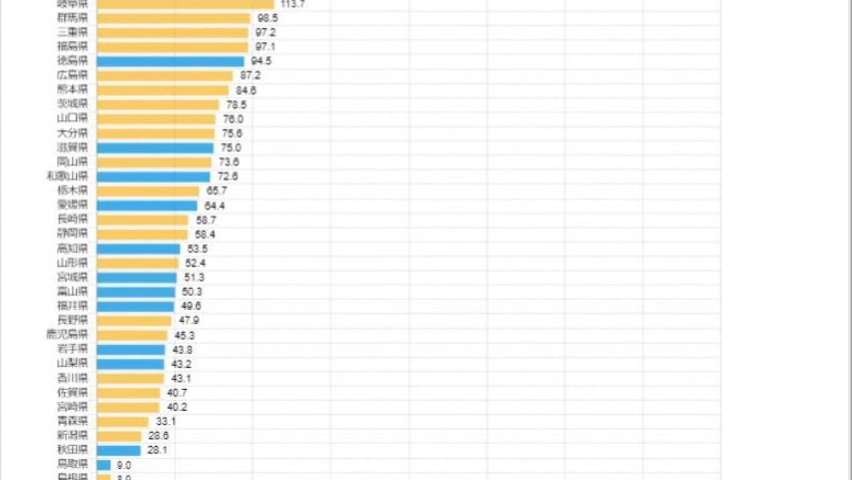 岐阜県 113.7
群馬県 98.5
三重県 97.2
福島県 97.1
徳島県 94.5
広島県 87.2
熊本県 84.6
茨城県 78.5
山口県 76.0
大分県 75.6
滋賀県 75.0
岡山県 73.6
和歌山県 72.6
栃木県 65.7
愛媛県 64.4
長崎県 58.7
静岡県 58.4
高知県 53.5
山形県 52.4
宮城県 51.3
富山県 50.3
福井県 49.6
長野県 47.9
鹿児島県 45.3
岩手県 43.8
山梨県 43.2
香川県 43.1
佐賀県 40.7
宮崎県 40.2
青森県 33.1
新潟県 28.6
秋田県 28.1
鳥取県 9.0
島根県 8.9